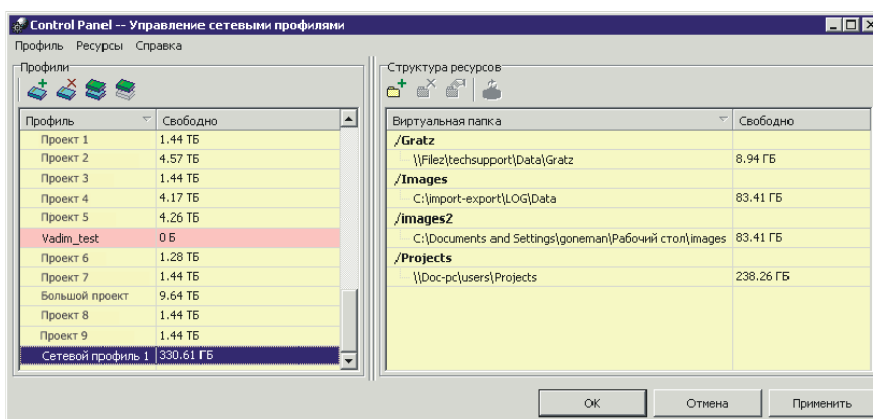 Control Panel -- Управление сетевыми профилями
Профиль Ресурсы Справка
Профили
Профиль Свободно
Проект 1 1.44 ТБ
Проект 2 4.57 ТБ
Проект 3 1.44 ТБ
Проект 4 4.17 ТБ
Проект 5 4.26 ТБ
Vadim_test 0 Б
Проект 6 1.28 ТБ
Проект 7 1.44 ТБ
Большой проект 9.64 ТБ
Проект 8 1.44 ТБ
Проект 9 1.44 ТБ
Сетевой профиль 1 330.61 ГБ
Структура ресурсов
Виртуальная папка Свободно
/Gratz
\\Filez\techsupport\Data\Gratz 8.94 ГБ
/Images
C:\import-export\LOG\Data 83.41 ГБ
/images2
C:\Documents and Settings\goneman\Рабочий стол\images 83.41 ГБ
/Projects
\\Doc-pc\users\Projects 238.26 ГБ
OK Отмена Применить